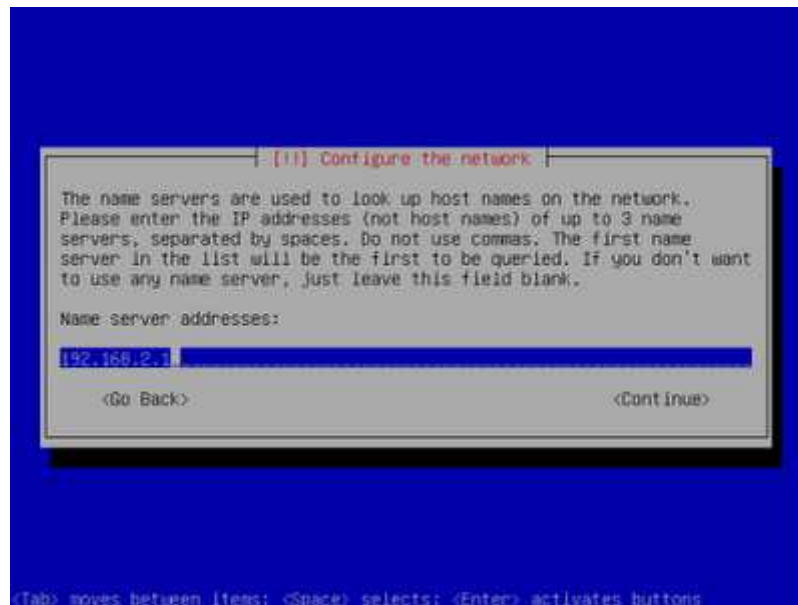 [!!] Configure the network
The name servers are used to look up host names on the network.
Please enter the IP addresses (not host names) of up to 3 name
servers, separated by spaces. Do not use commas. The first name
server in the list will be the first to be queried. If you don't want
to use any name server, just leave this field blank.
Name server addresses:
192.168.2.1
<Go Back> <Continue>
<Tab> moves between items; <Space> selects; <Enter> activates buttons